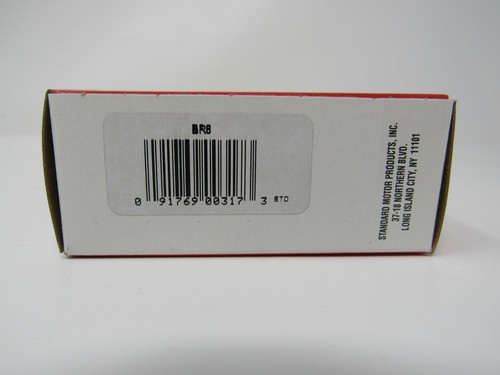 BR8
0 91769 00317 3 STD
STANDARD MOTOR PRODUCTS, INC.
37-18 NORTHERN BLVD.
LONG ISLAND CITY, NY 11101